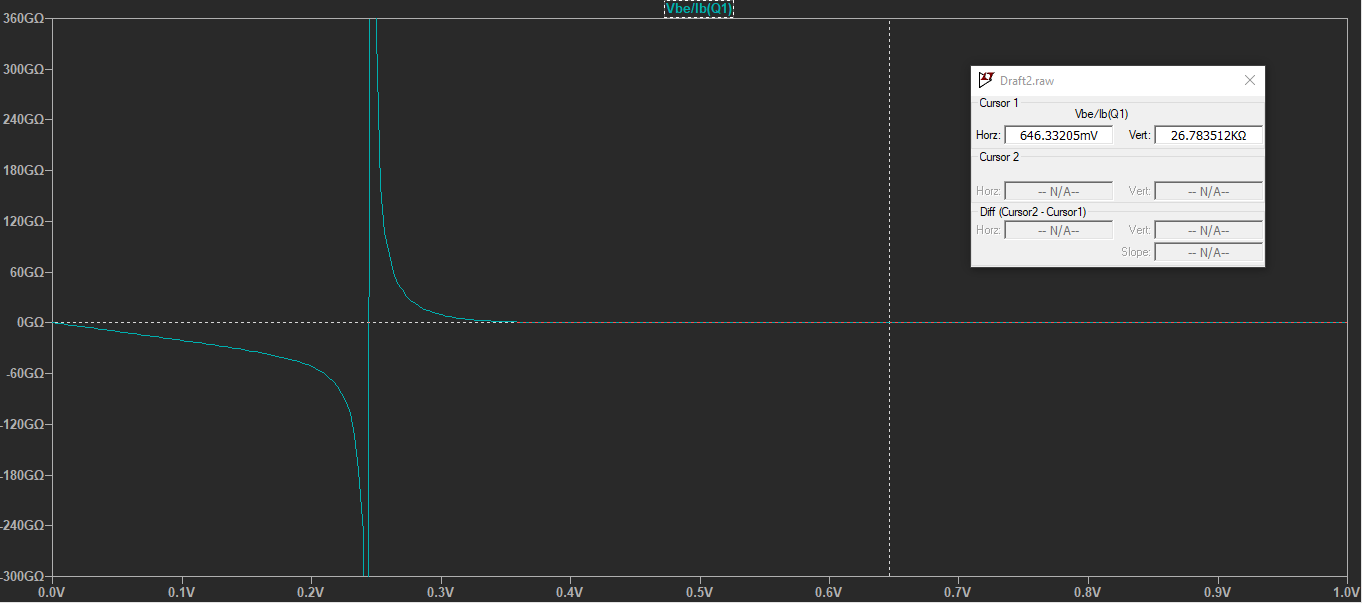 Vbe/Ib(Q1)
360GΩ
300GΩ
240GΩ
180GΩ
120GΩ
60GΩ
0GΩ
-60GΩ
-120GΩ
-180GΩ
-240GΩ
-300GΩ
0.0V 0.1V 0.2V 0.3V 0.4V 0.5V 0.6V 0.7V 0.8V 0.9V 1.0V
Draft2.raw
Cursor 1
Vbe/Ib(Q1)
Horz: 646.33205mV Vert: 26.783512KΩ
Cursor 2
Horz: -- N/A-- Vert: -- N/A--
Diff (Cursor2 - Cursor1)
Horz: -- N/A-- Vert: -- N/A--
Slope: -- N/A--